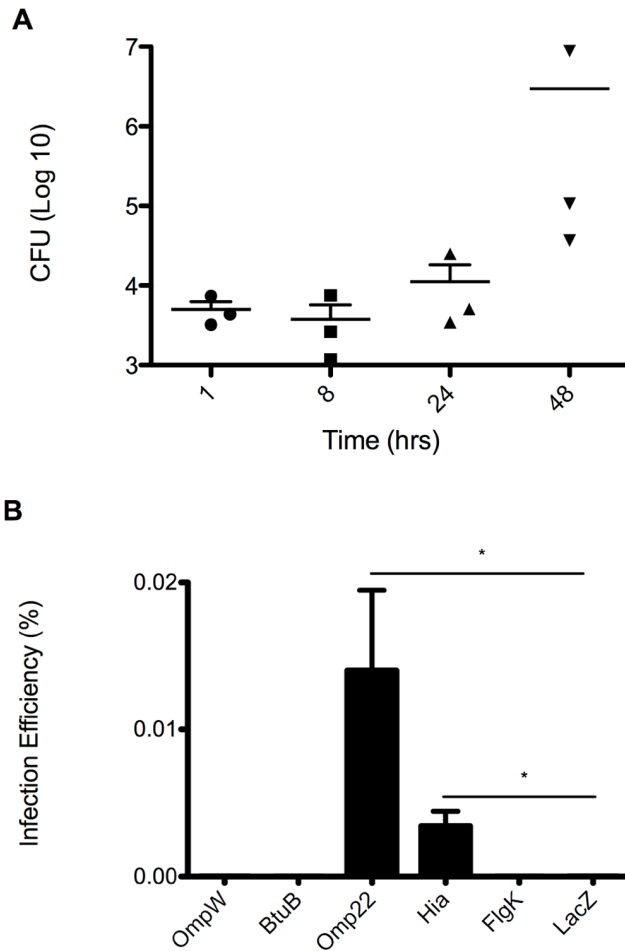 A
7
6
5
4
3
CFU (Log 10)
1
8
24
48
Time (hrs)
B
*
*
0.02
0.01
0.00
Infection Efficiency (%)
OmpW
BtuB
Omp22
Hia
FlgK
LacZ